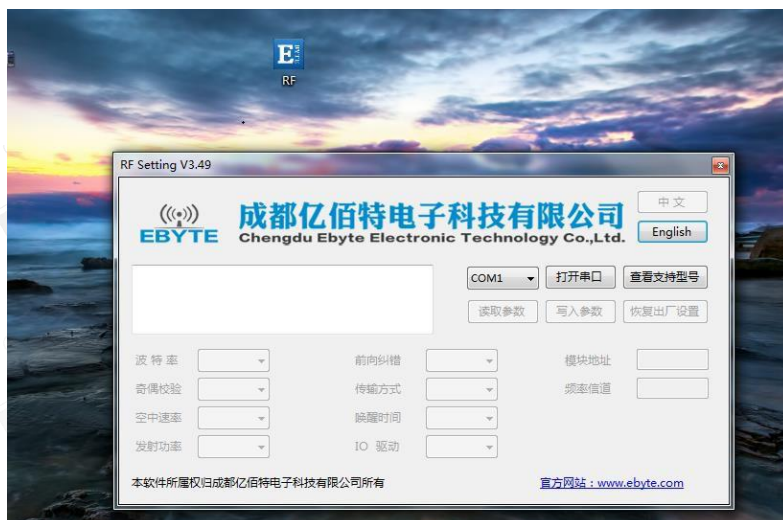 E
BYTE
RF
RF Setting V3.49
EBYTE
成都亿佰特电子科技有限公司
Chengdu Ebyte Electronic Technology Co.,Ltd.
中 文
English
COM1 打开串口 查看支持型号
读取参数 写入参数 恢复出厂设置
波 特 率 前向纠错 模块地址
奇偶校验 传输方式 频率信道
空中速率 唤醒时间
发射功率 IO 驱动
本软件所属权归成都亿佰特电子科技有限公司所有 官方网站：www.ebyte.com